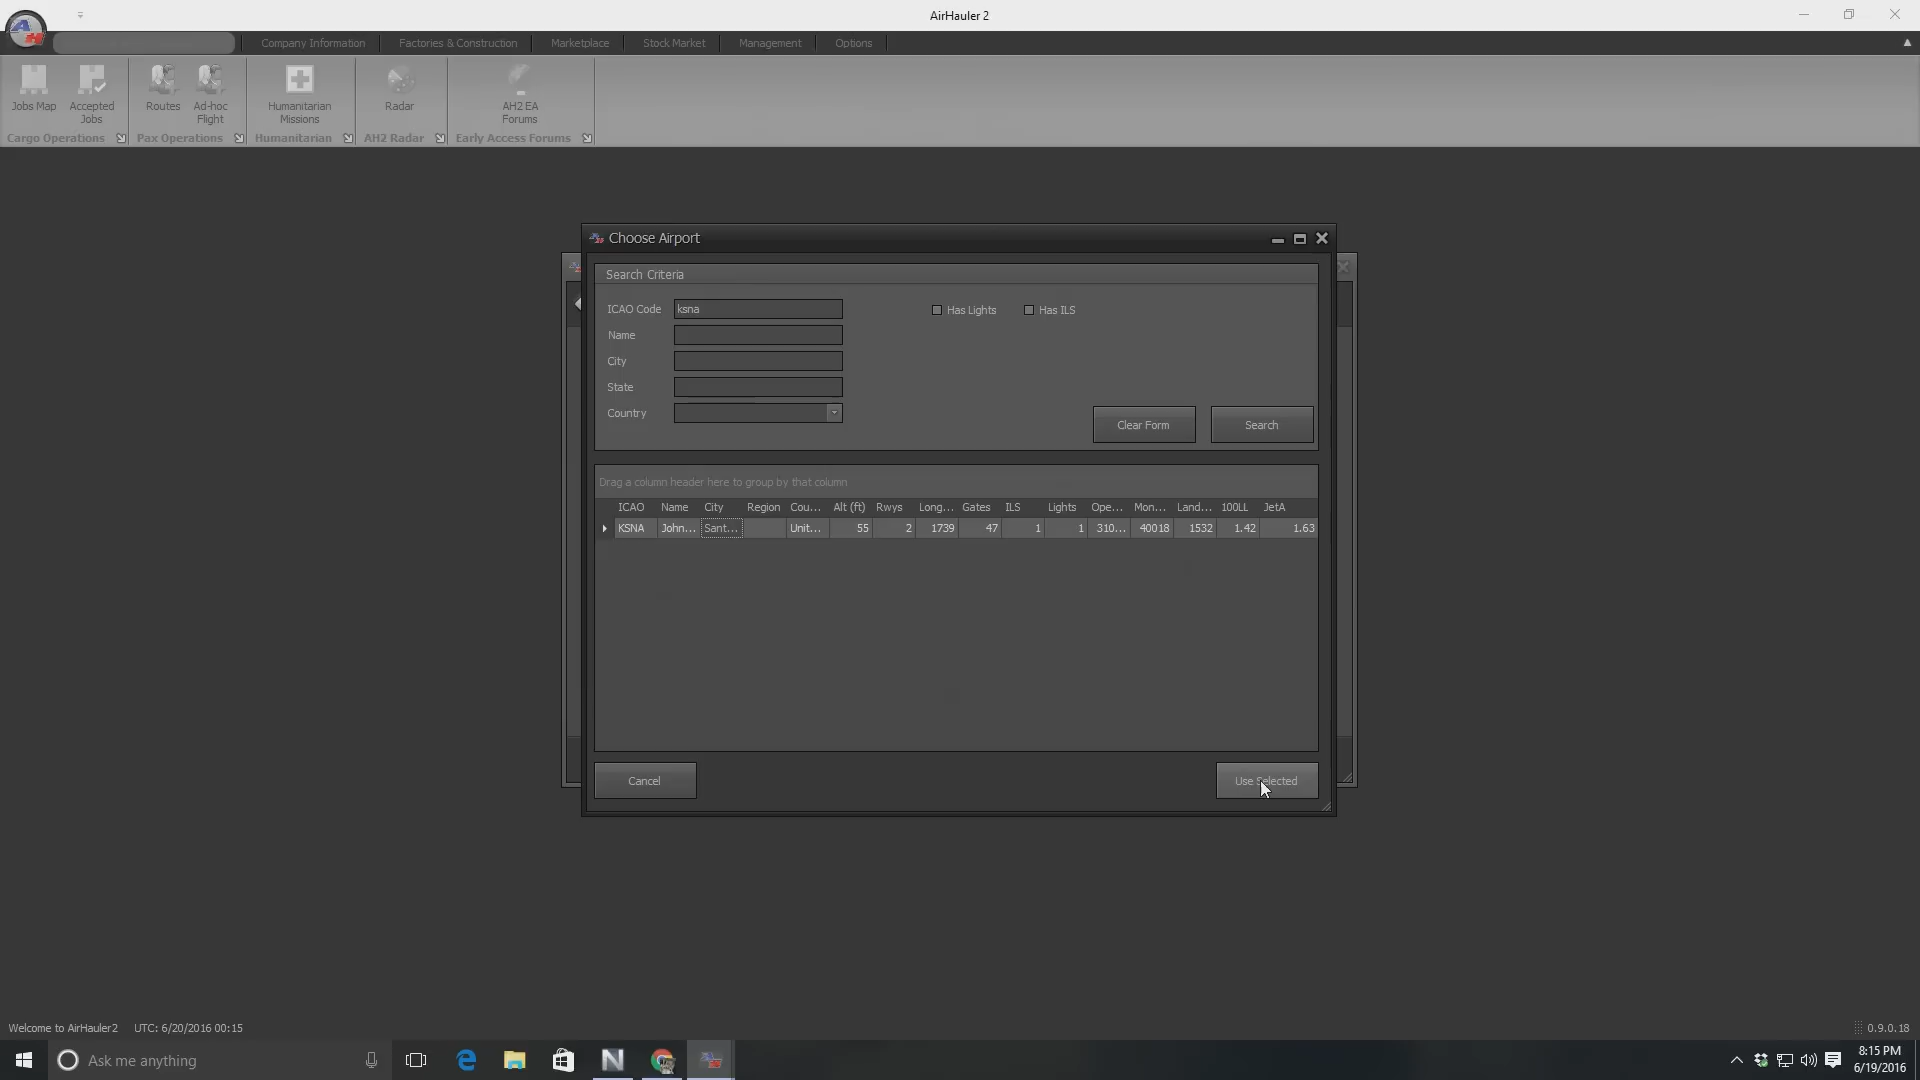 AirHauler 2
Company Information
Factories & Construction
Marketplace
Stock Market
Management
Options
Jobs Map
Accepted
Jobs
Routes
Ad-hoc
Flight
Humanitarian
Missions
Radar
AH2 EA
Forums
Cargo Operations
Pax Operations
Humanitarian
AH2 Radar
Early Access Forums
Choose Airport
Search Criteria
ICAO Code ksna
Has Lights
Has ILS
Name
City
State
Country
Clear Form
Search
Drag a column header here to group by that column
ICAO Name City Region Cou... Alt (ft) Rwys Long... Gates ILS Lights Ope... Mon... Land... 100LL JetA
KSNA John... Sant... Unit... 55 2 1739 47 1 1 310... 40018 1532 1.42 1.63
Cancel
Use Selected
Welcome to AirHauler2 UTC: 6/20/2016 00:15
0.9.0.18
Ask me anything
8:15 PM
6/19/2016